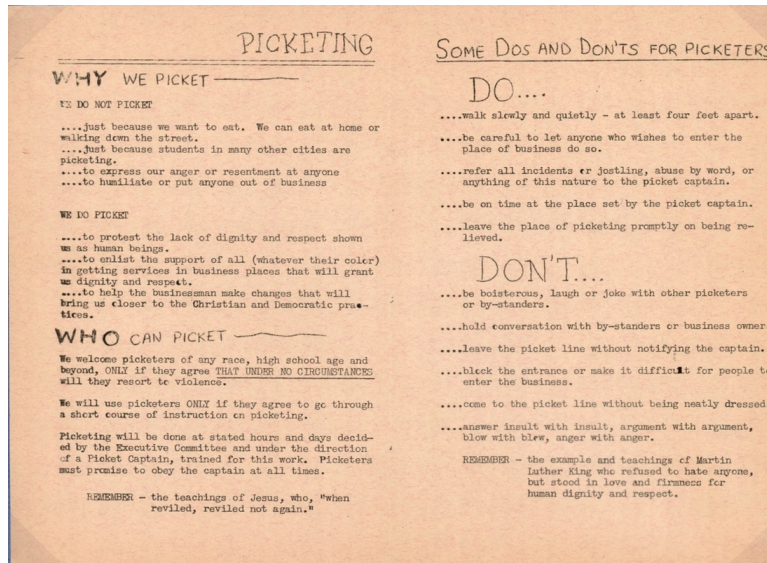 PICKETING
WHY WE PICKET
WE DO NOT PICKET
....just because we want to eat. We can eat at home or
walking down the street.
....just because students in many other cities are
picketing.
....to express our anger or resentment at anyone
....to humiliate or put anyone out of business
WE DO PICKET
....to protest the lack of dignity and respect shown
us as human beings.
....to enlist the support of all (whatever their color)
in getting services in business places that will grant
us dignity and respect.
....to help the businessman make changes that will
bring us closer to the Christian and Democratic prac-
tices.
WHO CAN PICKET
We welcome picketers of any race, high school age and
beyond, ONLY if they agree THAT UNDER NO CIRCUMSTANCES
will they resort to violence.
We will use picketers ONLY if they agree to go through
a short course of instruction on picketing.
Picketing will be done at stated hours and days decid-
ed by the Executive Committee and under the direction
of a Picket Captain, trained for this work. Picketers
must promise to obey the captain at all times.
REMEMBER - the teachings of Jesus, who, "when
reviled, reviled not again."
SOME DOS AND DON'TS FOR PICKETERS
DO....
....walk slowly and quietly - at least four feet apart.
....be careful to let anyone who wishes to enter the
place of business do so.
....refer all incidents or jostling, abuse by word, or
anything of this nature to the picket captain.
....be on time at the place set by the picket captain.
....leave the place of picketing promptly on being re-
lieved.
DON'T....
....be boisterous, laugh or joke with other picketers
or by-standers.
....hold conversation with by-standers or business owner
....leave the picket line without notifying the captain.
....block the entrance or make it difficult for people to
enter the business.
....come to the picket line without being neatly dressed
....answer insult with insult, argument with argument,
blow with blow, anger with anger.
REMEMBER - the example and teachings of Martin
Luther King who refused to hate anyone,
but stood in love and firmness for
human dignity and respect.